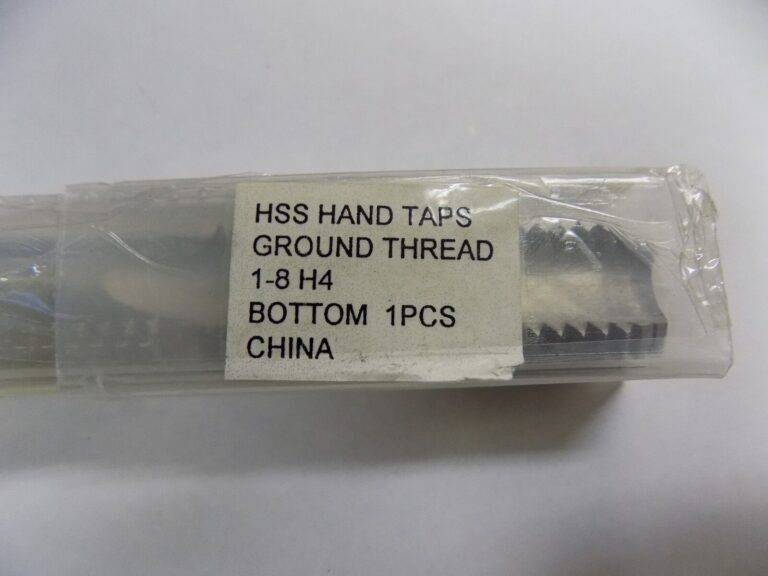 HSS HAND TAPS
GROUND THREAD
1-8 H4
BOTTOM 1PCS
CHINA